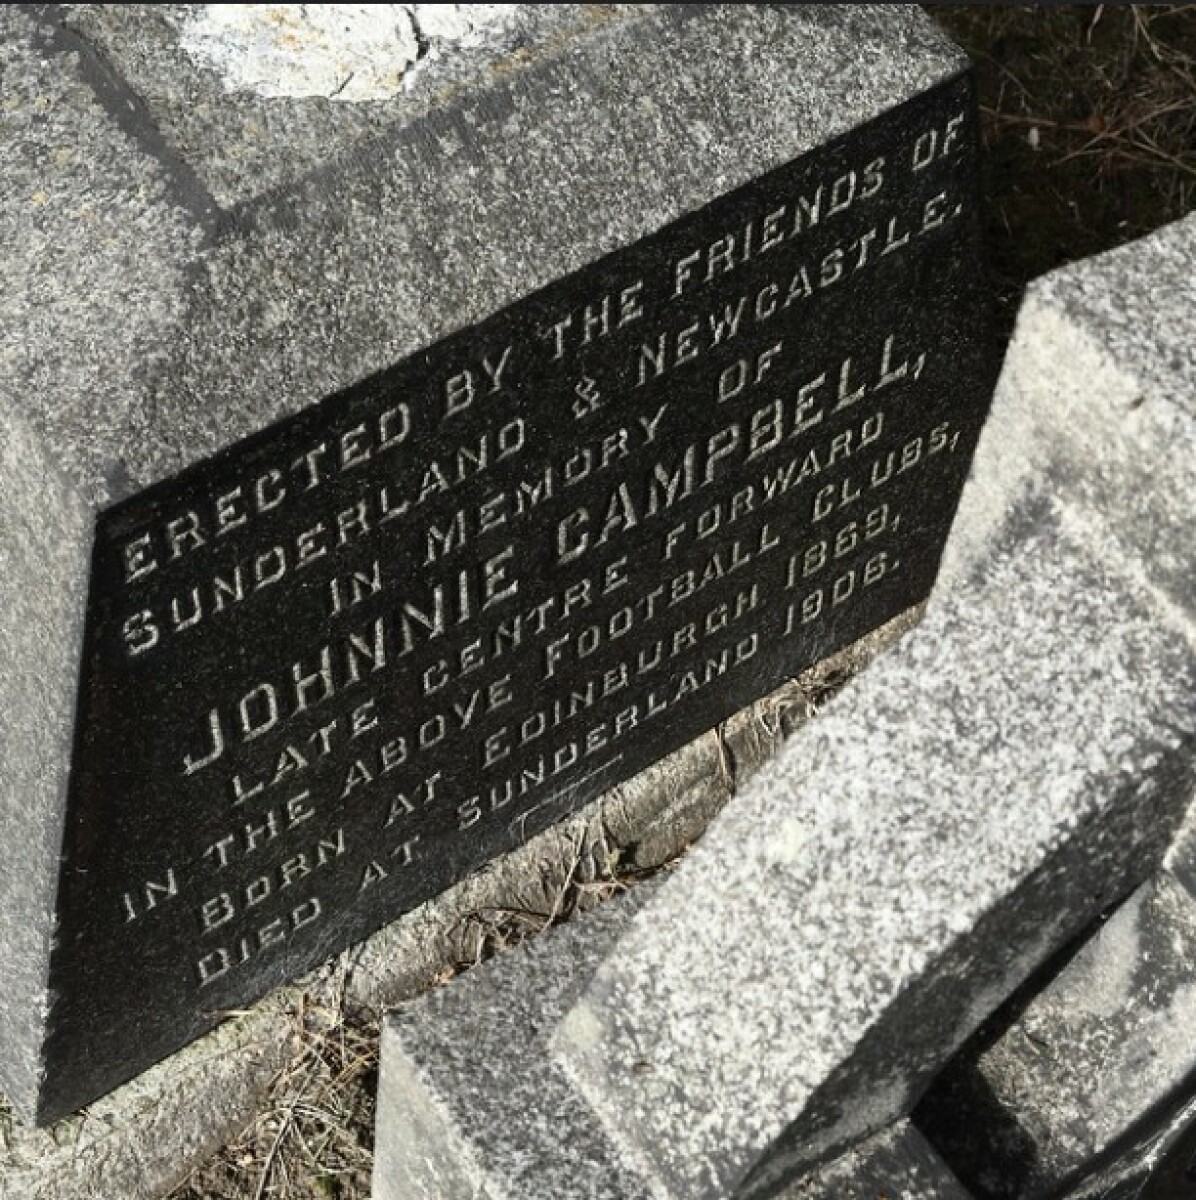 ERECTED BY THE FRIENDS OF
SUNDERLAND & NEWCASTLE.
IN MEMORY OF
JOHNNIE CAMPBELL,
LATE CENTRE FORWARD
IN THE ABOVE FOOTBALL CLUBS,
BORN AT EDINBURGH 1869,
DIED AT SUNDERLAND 1906.